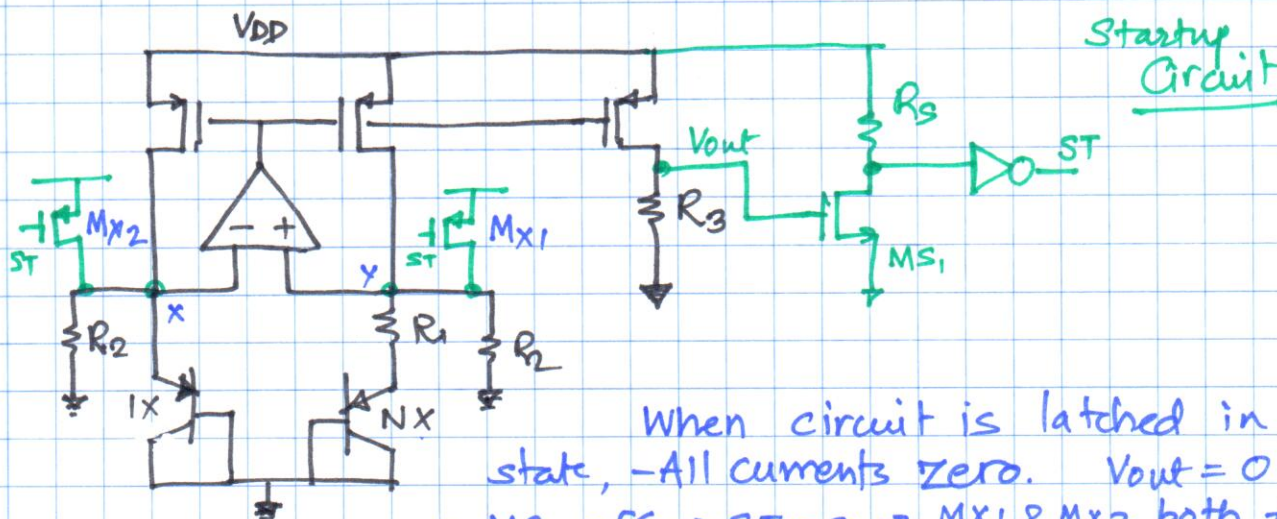 VDD
Startup
Circuit
RS
Vout
ST
R3
MX2
- +
MX1
ST
ST
MS1
x
Y
R2
R1
R2
1X
NX
When circuit is latched in
state, -All currents zero. Vout = 0